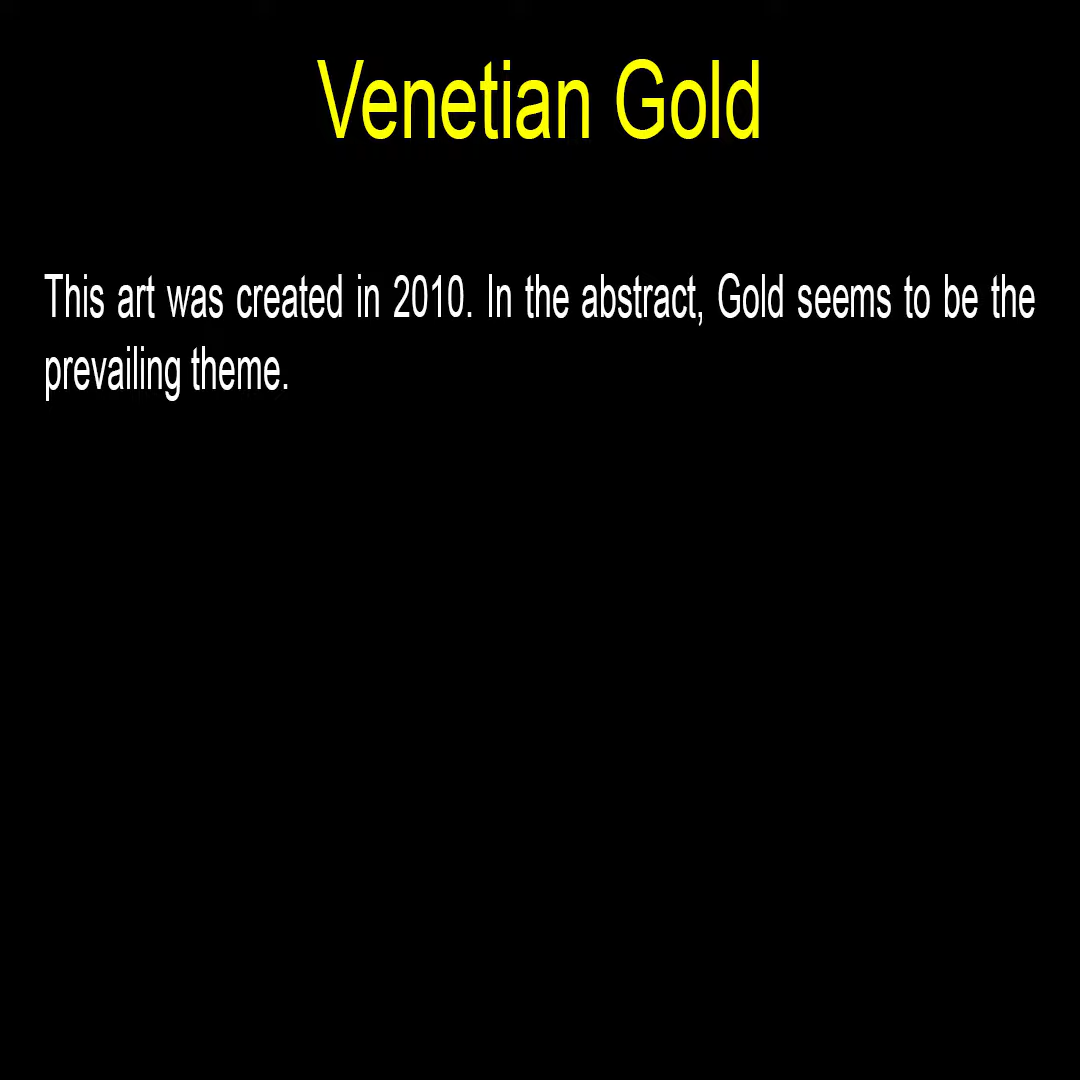 Venetian Gold
This art was created in 2010. In the abstract, Gold seems to be the
prevailing theme.